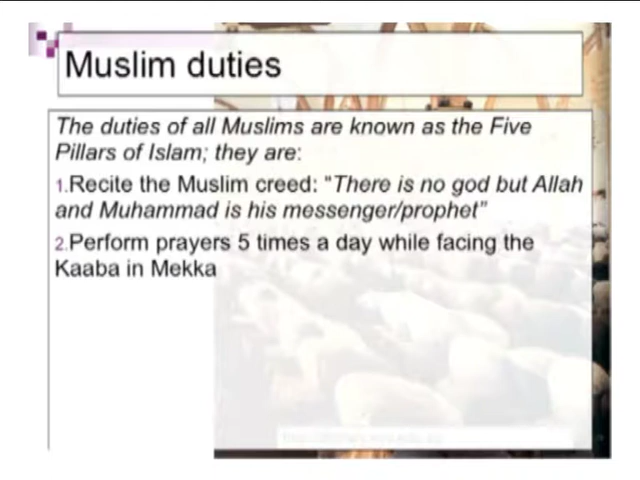 Muslim duties
The duties of all Muslims are known as the Five
Pillars of Islam; they are:
1.Recite the Muslim creed: "There is no god but Allah
and Muhammad is his messenger/prophet"
2.Perform prayers 5 times a day while facing the
Kaaba in Mekka